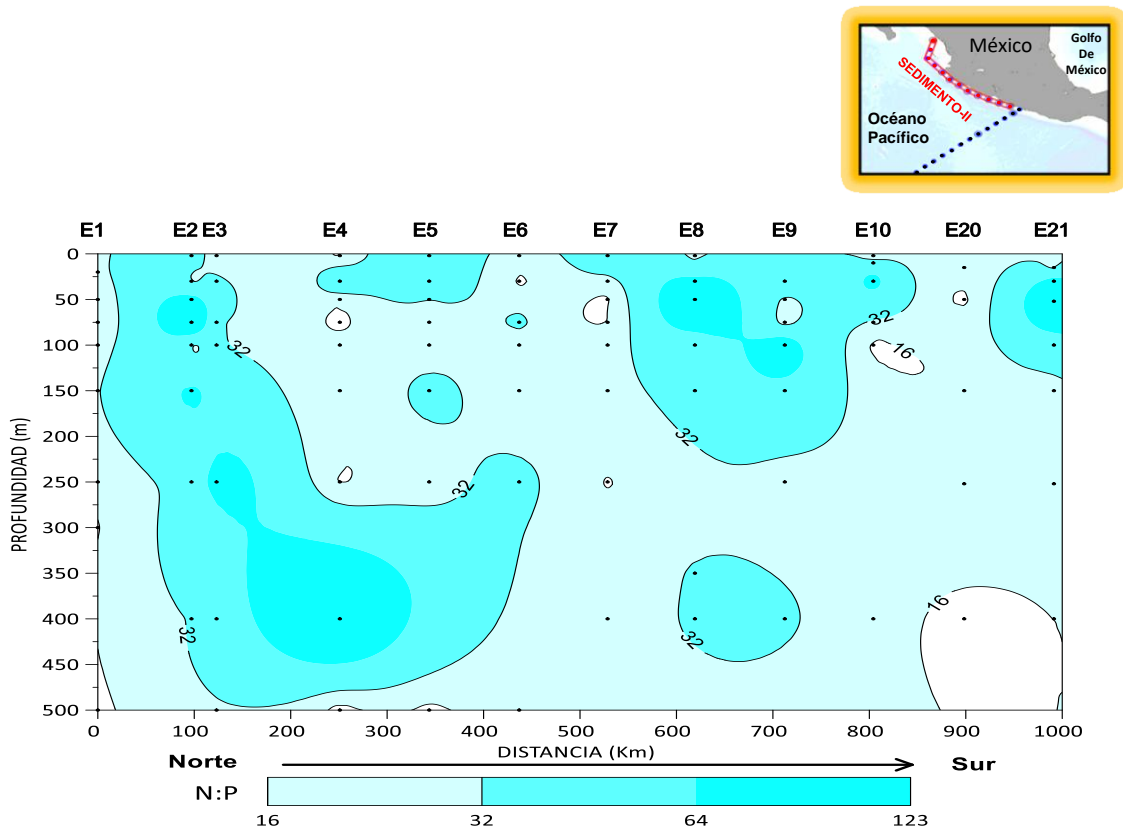 México
Golfo
De
México
SEDIMENTO-II
Océano
Pacífico
E1 E2 E3 E4 E5 E6 E7 E8 E9 E10 E20 E21
0
50
100
150
200
250
300
350
400
450
500
PROFUNDIDAD (m)
32
32
16
32
32
32
16
32
32
0 100 200 300 400 500 600 700 800 900 1000
DISTANCIA (Km)
Norte Sur
N:P
16 32 64 123